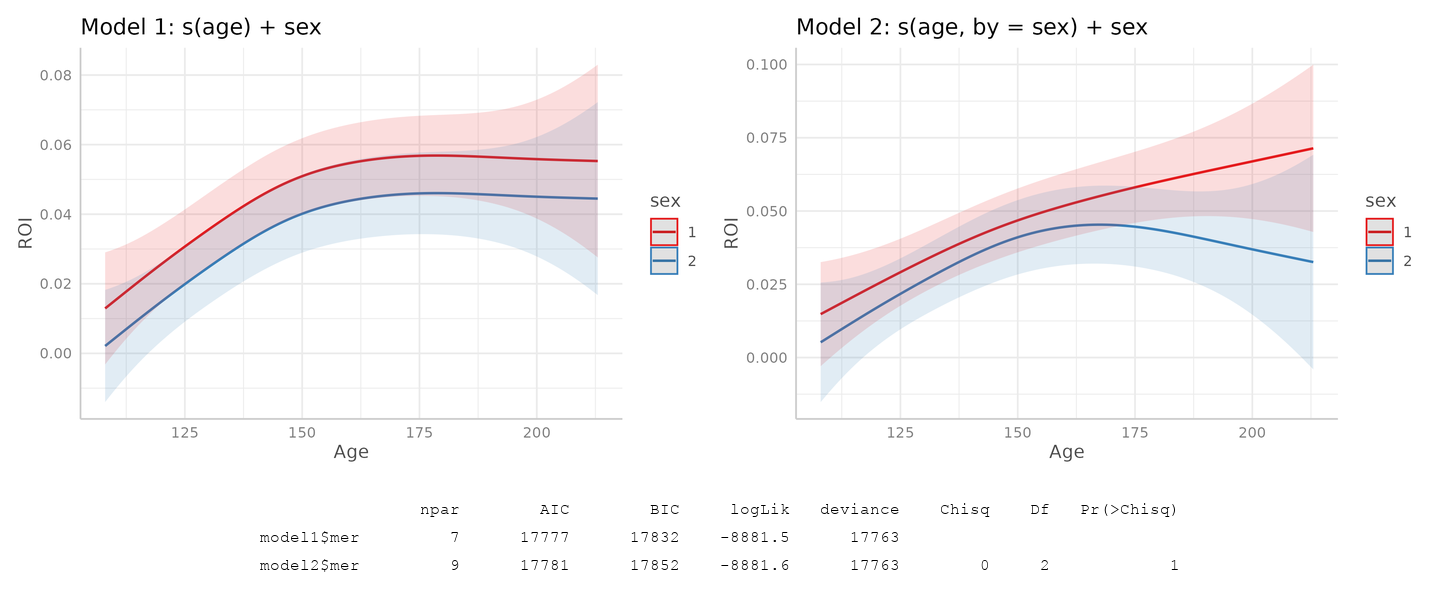 Model 1: s(age) + sex
0.08
0.06
0.04
0.02
0.00
ROI
125 150 175 200
Age
sex
1
2
Model 2: s(age, by = sex) + sex
0.100
0.075
0.050
0.025
0.000
ROI
125 150 175 200
Age
sex
1
2
npar AIC BIC logLik deviance Chisq Df Pr(>Chisq)
model1$mer 7 17777 17832 -8881.5 17763
model2$mer 9 17781 17852 -8881.6 17763 0 2 1